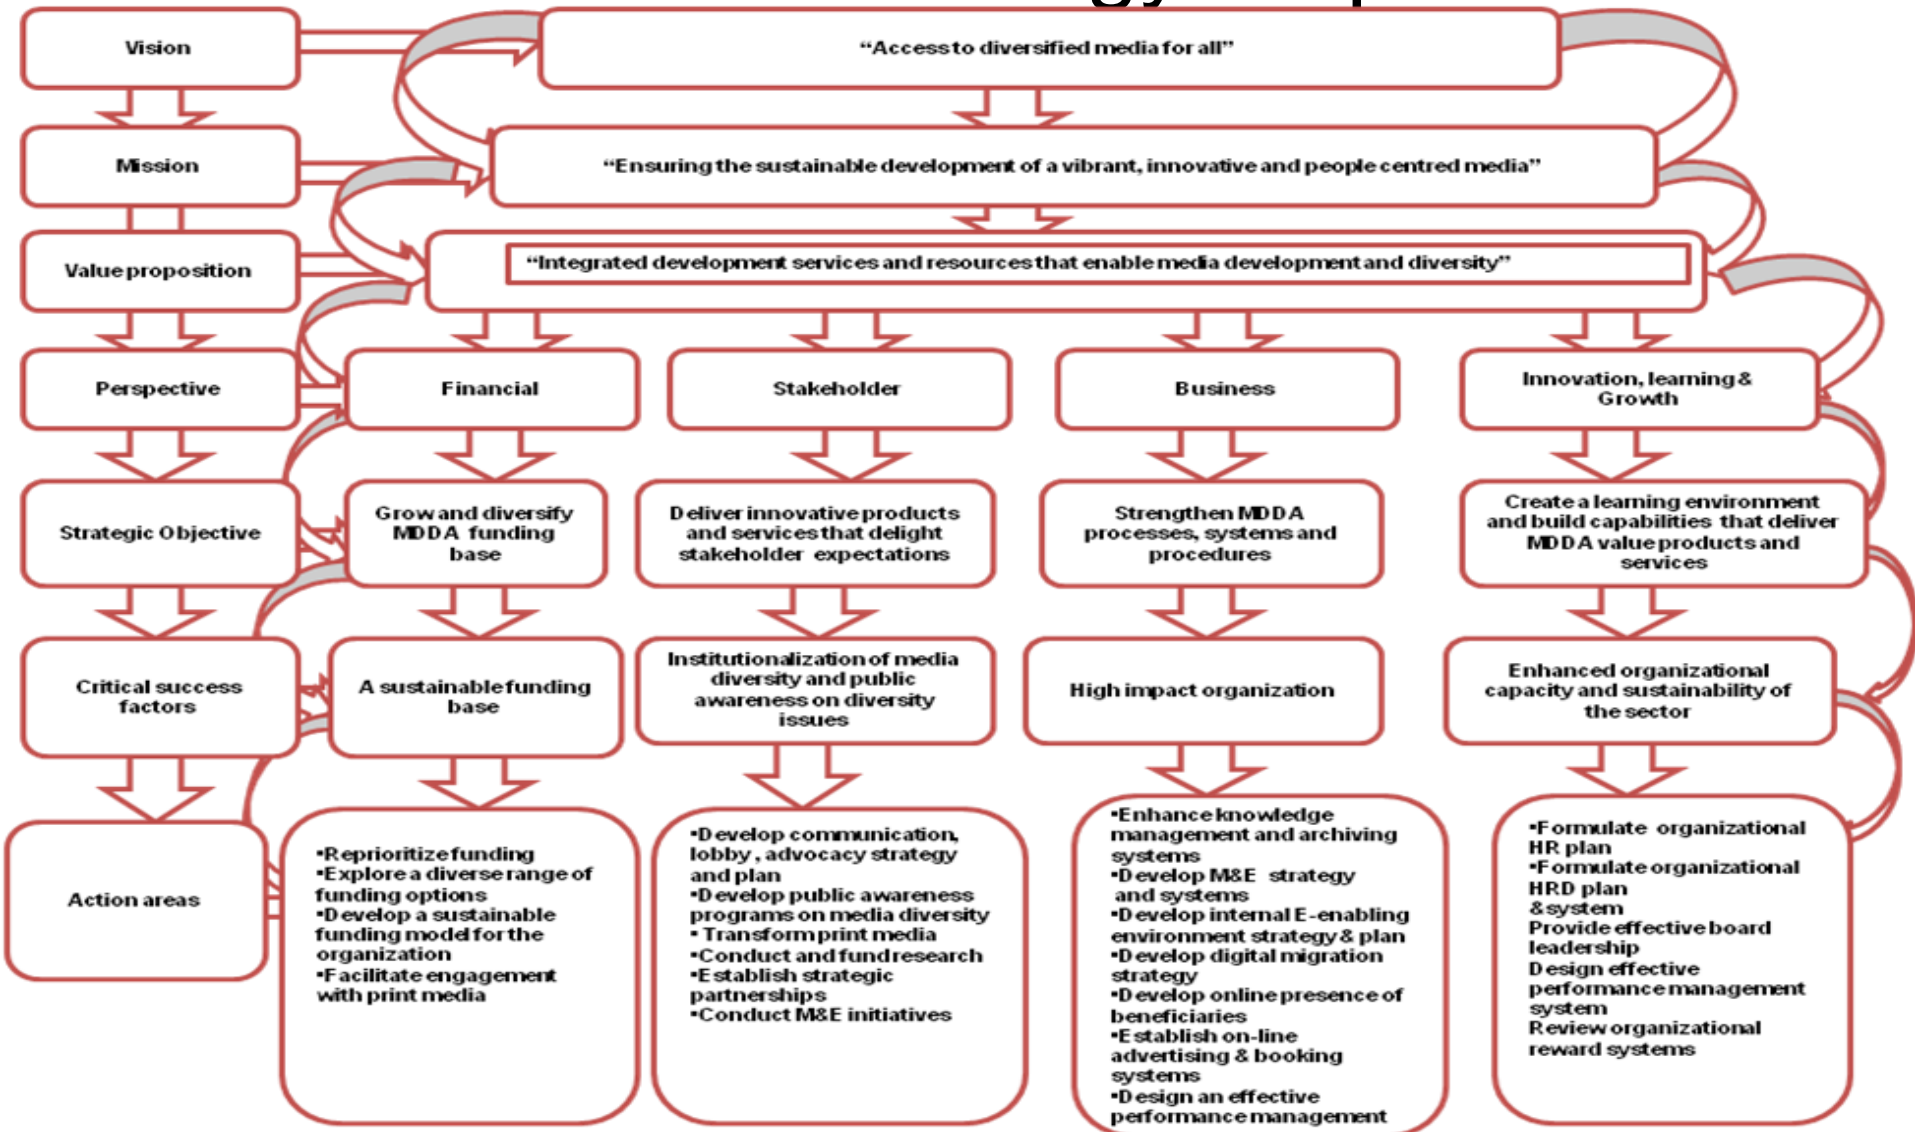 Vision
“Access to diversified media for all”
Mission
“Ensuring the sustainable development of a vibrant, innovative and people centred media”
Value proposition
“Integrated development services and resources that enable media development and diversity”
Perspective
Financial
Stakeholder
Business
Innovation, learning &
Growth
Strategic Objective
Grow and diversify
MDDA funding
base
Deliver innovative products
and services that delight
stakeholder expectations
Strengthen MDDA
processes, systems and
procedures
Create a learning environment
and build capabilities that deliver
MDDA value products and
services
Critical success
factors
A sustainable funding
base
Institutionalization of media
diversity and public
awareness on diversity
issues
High impact organization
Enhanced organizational
capacity and sustainability of
the sector
Action areas
▪Reprioritize funding
▪Explore a diverse range of
funding options
▪Develop a sustainable
funding model for the
organization
▪Facilitate engagement
with print media
▪Develop communication,
lobby , advocacy strategy
and plan
▪Develop public awareness
programs on media diversity
▪ Transform print media
▪Conduct and fund research
▪Establish strategic
partnerships
▪Conduct M&E initiatives
▪Enhance knowledge
management and archiving
systems
▪Develop M&E strategy
and systems
▪Develop internal E-enabling
environment strategy & plan
▪Develop digital migration
strategy
▪Develop online presence of
beneficiaries
▪Establish on-line
advertising & booking
systems
▪Design an effective
performance management
▪Formulate organizational
HR plan
▪Formulate organizational
HRD plan
& system
Provide effective board
leadership
Design effective
performance management
system
Review organizational
reward systems